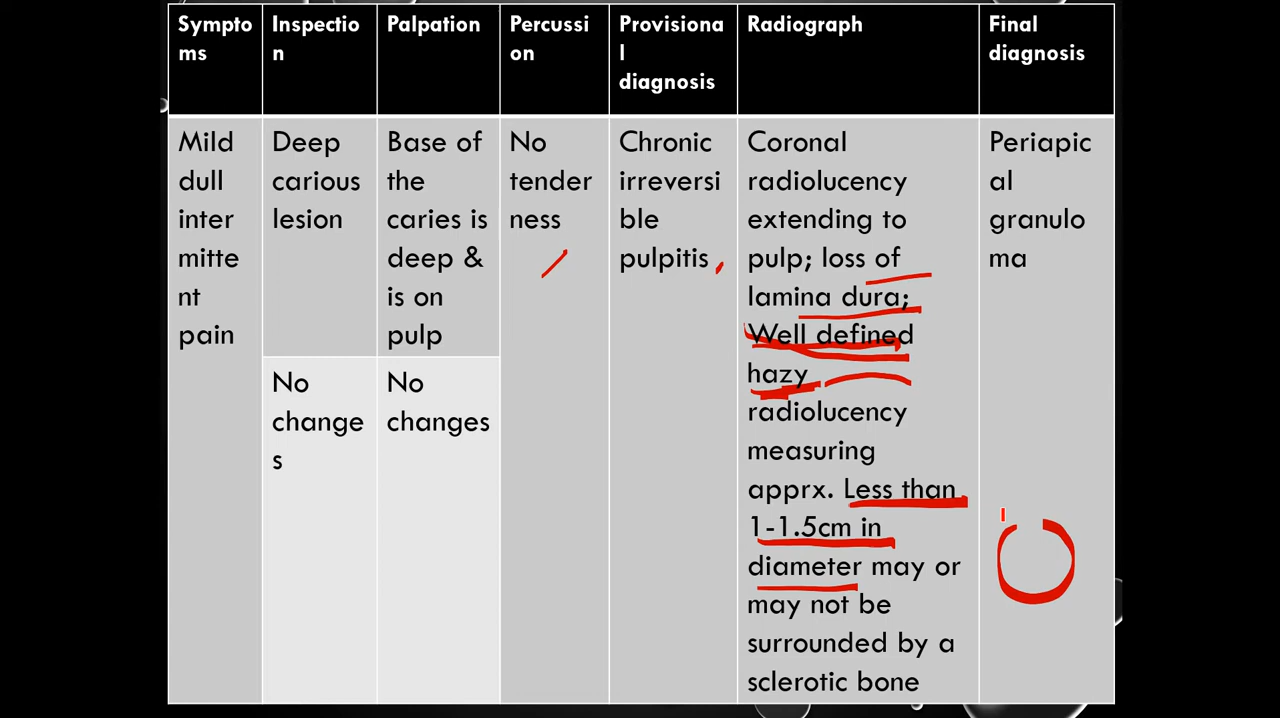 Sympto
ms
Inspectio
n
Palpation
Percussi
on
Provisiona
l
diagnosis
Radiograph
Final
diagnosis
Mild
dull
inter
mitte
nt
pain
Deep
carious
lesion
Base of
the
caries is
deep &
is on
pulp
No
tender
ness
Chronic
irreversi
ble
pulpitis
Coronal
radiolucency
extending to
pulp; loss of
lamina dura;
Well defined
hazy
radiolucency
measuring
apprx. Less than
1-1.5cm in
diameter may or
may not be
surrounded by a
sclerotic bone
Periapic
al
granulo
ma
No
change
s
No
changes